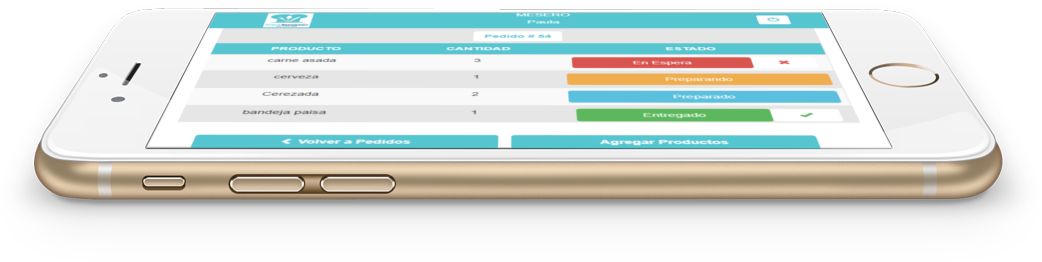 MESERO
Paula
Pedido # 64
PRODUCTO CANTIDAD ESTADO
carne asada 3 En Espera
cerveza 1 Preparando
Cerezada 2 Preparado
bandeja paisa 1 Entregado
Volver a Pedidos Agregar Productos